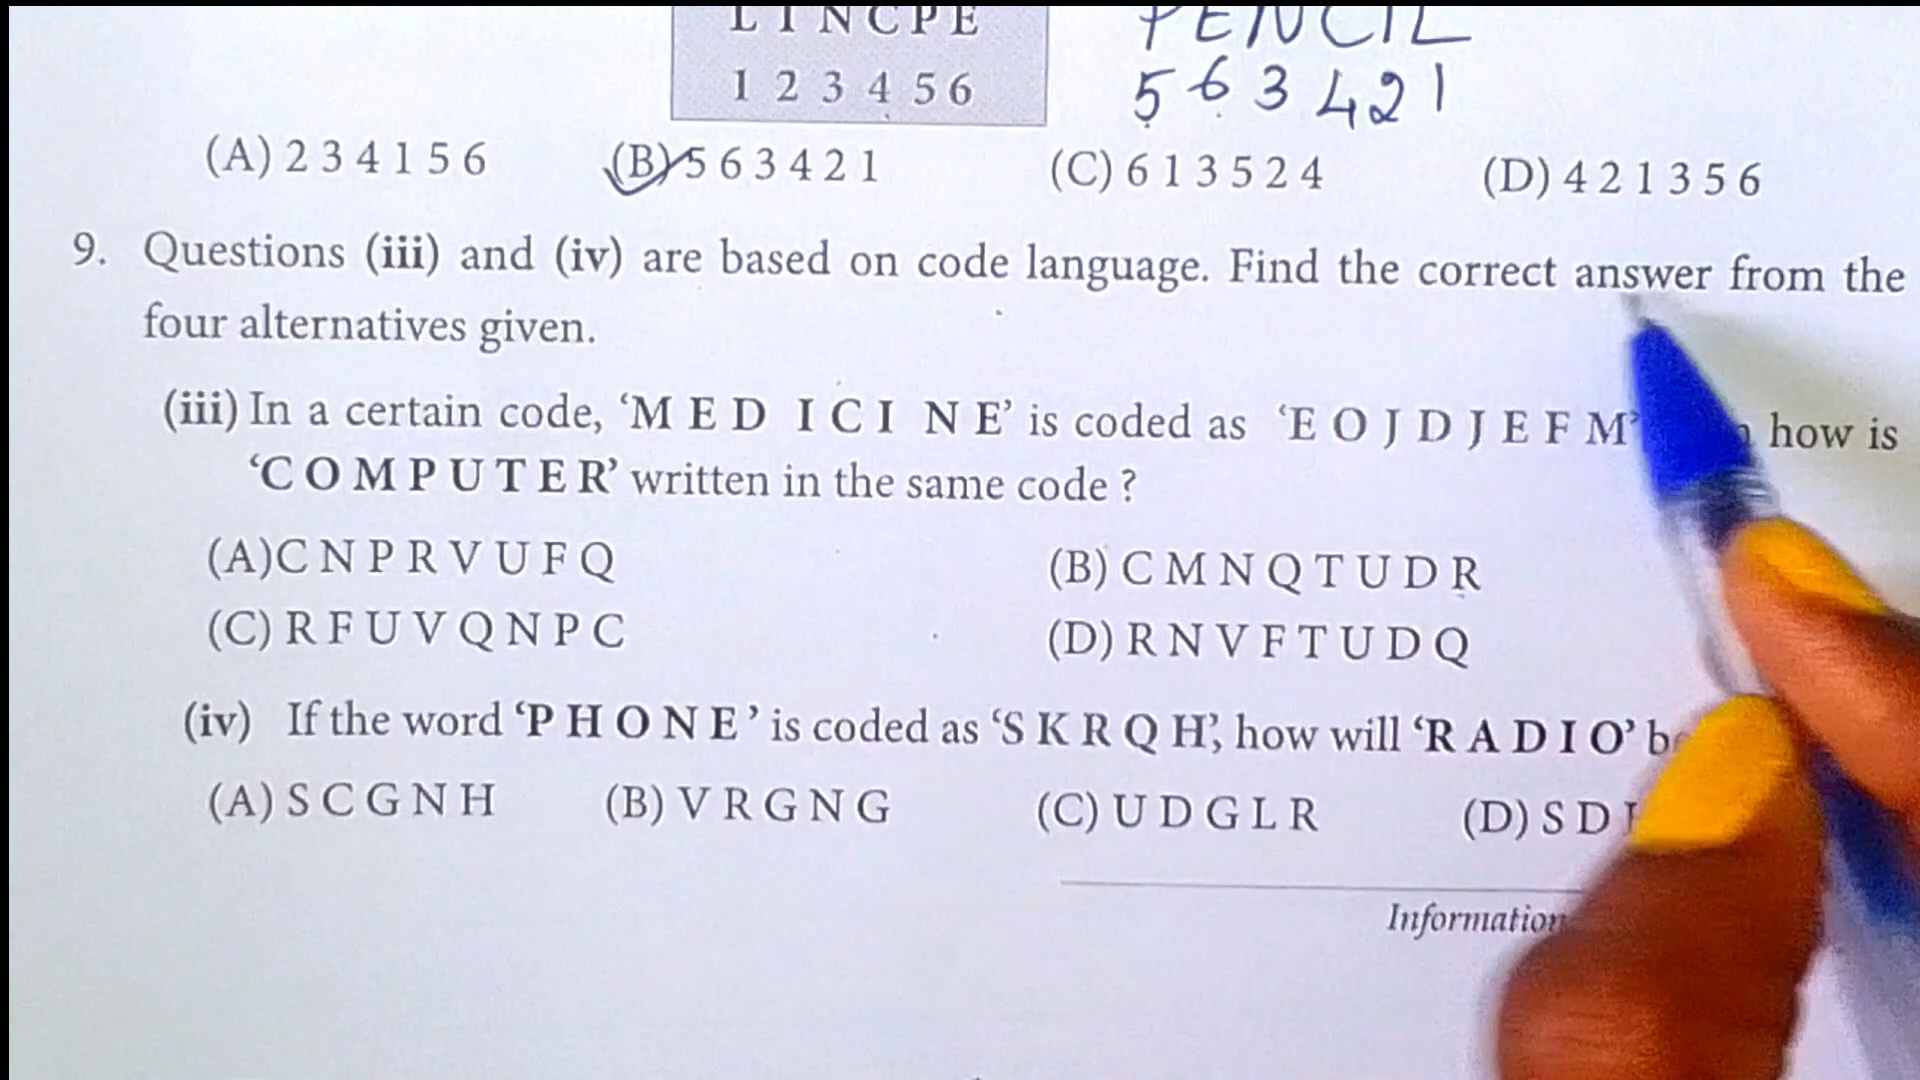 L I N C P E
PENCIL
1 2 3 4 5 6
5 6 3 4 2 1
(A) 2 3 4 1 5 6 (B) 5 6 3 4 2 1 (C) 6 1 3 5 2 4 (D) 4 2 1 3 5 6
9. Questions (iii) and (iv) are based on code language. Find the correct answer from the
four alternatives given.
(iii) In a certain code, ‘M E D I C I N E’ is coded as ‘E O J D J E F M’ how is
‘C O M P U T E R’ written in the same code ?
(A) C N P R V U F Q (B) C M N Q T U D R
(C) R F U V Q N P C (D) R N V F T U D Q
(iv) If the word ‘P H O N E’ is coded as ‘S K R Q H’, how will ‘R A D I O’
(A) S C G N H (B) V R G N G (C) U D G L R (D) S D
Information